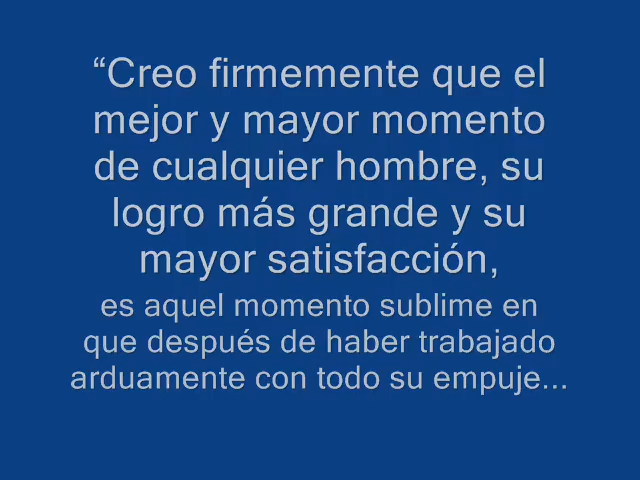 “Creo firmemente que el
mejor y mayor momento
de cualquier hombre, su
logro más grande y su
mayor satisfacción,
es aquel momento sublime en
que después de haber trabajado
arduamente con todo su empuje...